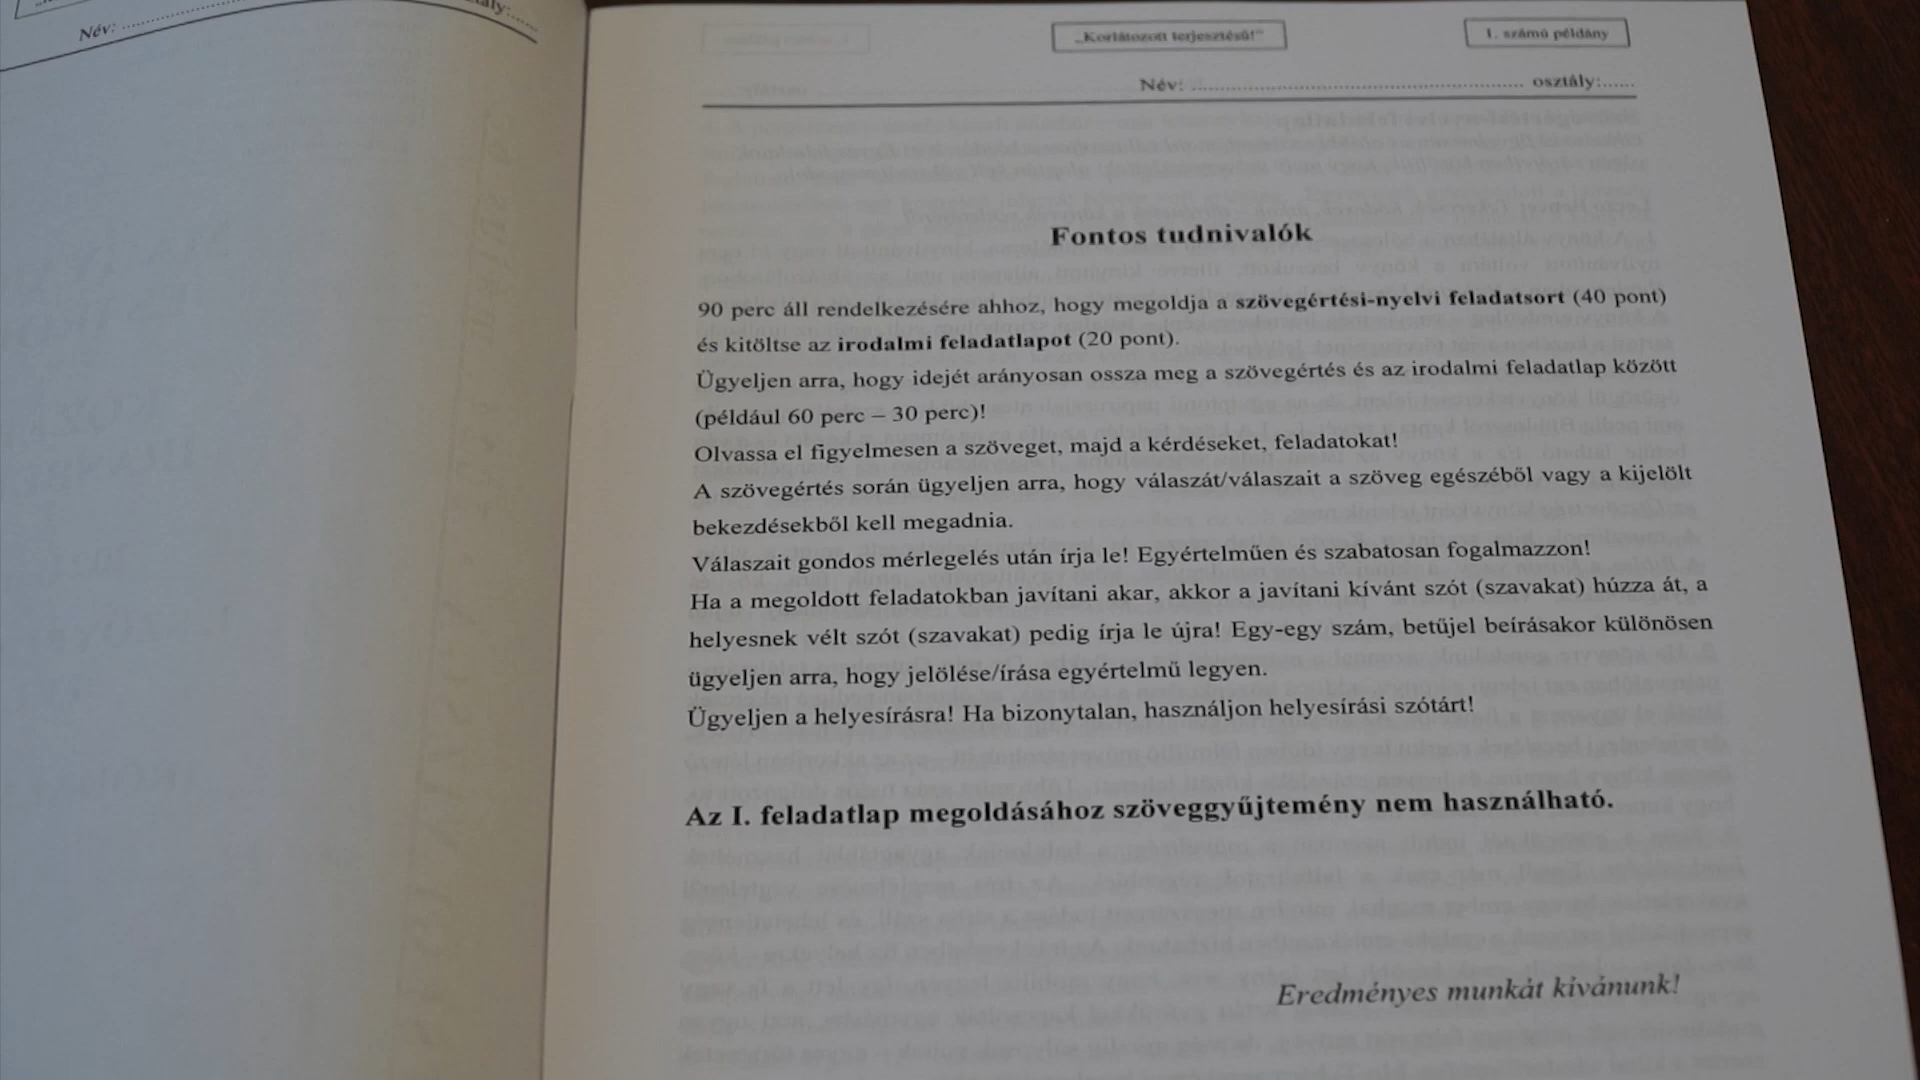 Név: ..............
„Korlátozott terjesztésű!”
1. számú példány
Név: ................................................................ osztály:......
Fontos tudnivalók
90 perc áll rendelkezésére ahhoz, hogy megoldja a szövegértési-nyelvi feladatsort (40 pont)
és kitöltse az irodalmi feladatlapot (20 pont).
Ügyeljen arra, hogy idejét arányosan ossza meg a szövegértés és az irodalmi feladatlap között
(például 60 perc – 30 perc)!
Olvassa el figyelmesen a szöveget, majd a kérdéseket, feladatokat!
A szövegértés során ügyeljen arra, hogy válaszát/válaszait a szöveg egészéből vagy a kijelölt
bekezdésekből kell megadnia.
Válaszait gondos mérlegelés után írja le! Egyértelműen és szabatosan fogalmazzon!
Ha a megoldott feladatokban javítani akar, akkor a javítani kívánt szót (szavakat) húzza át, a
helyesnek vélt szót (szavakat) pedig írja le újra! Egy-egy szám, betűjel beírásakor különösen
ügyeljen arra, hogy jelölése/írása egyértelmű legyen.
Ügyeljen a helyesírásra! Ha bizonytalan, használjon helyesírási szótárt!
Az I. feladatlap megoldásához szöveggyűjtemény nem használható.
Eredményes munkát kívánunk!